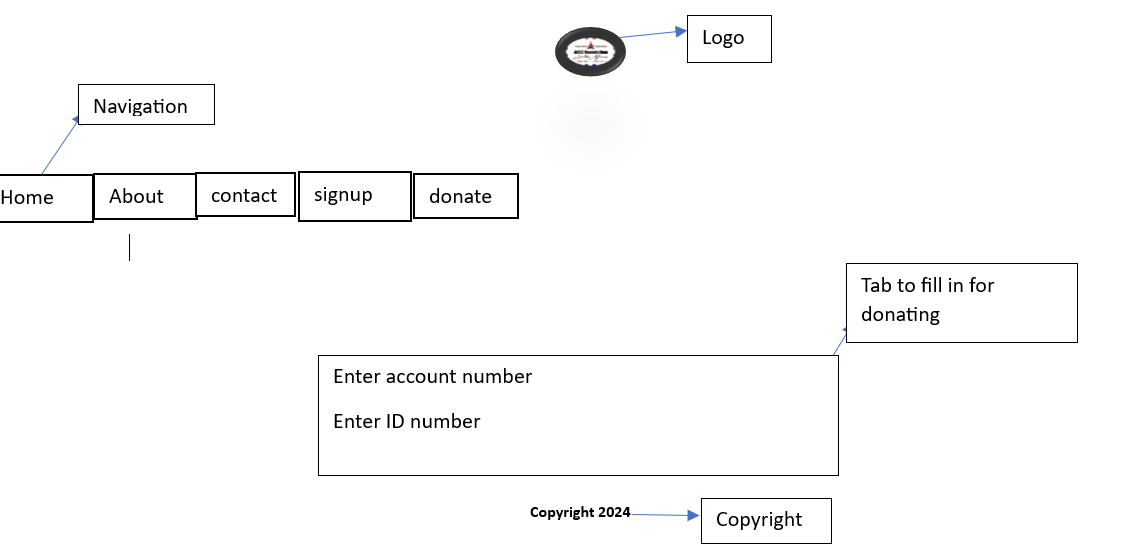 Logo
Navigation
Home
About
contact
signup
donate
Tab to fill in for
donating
Enter account number
Enter ID number
Copyright 2024
Copyright